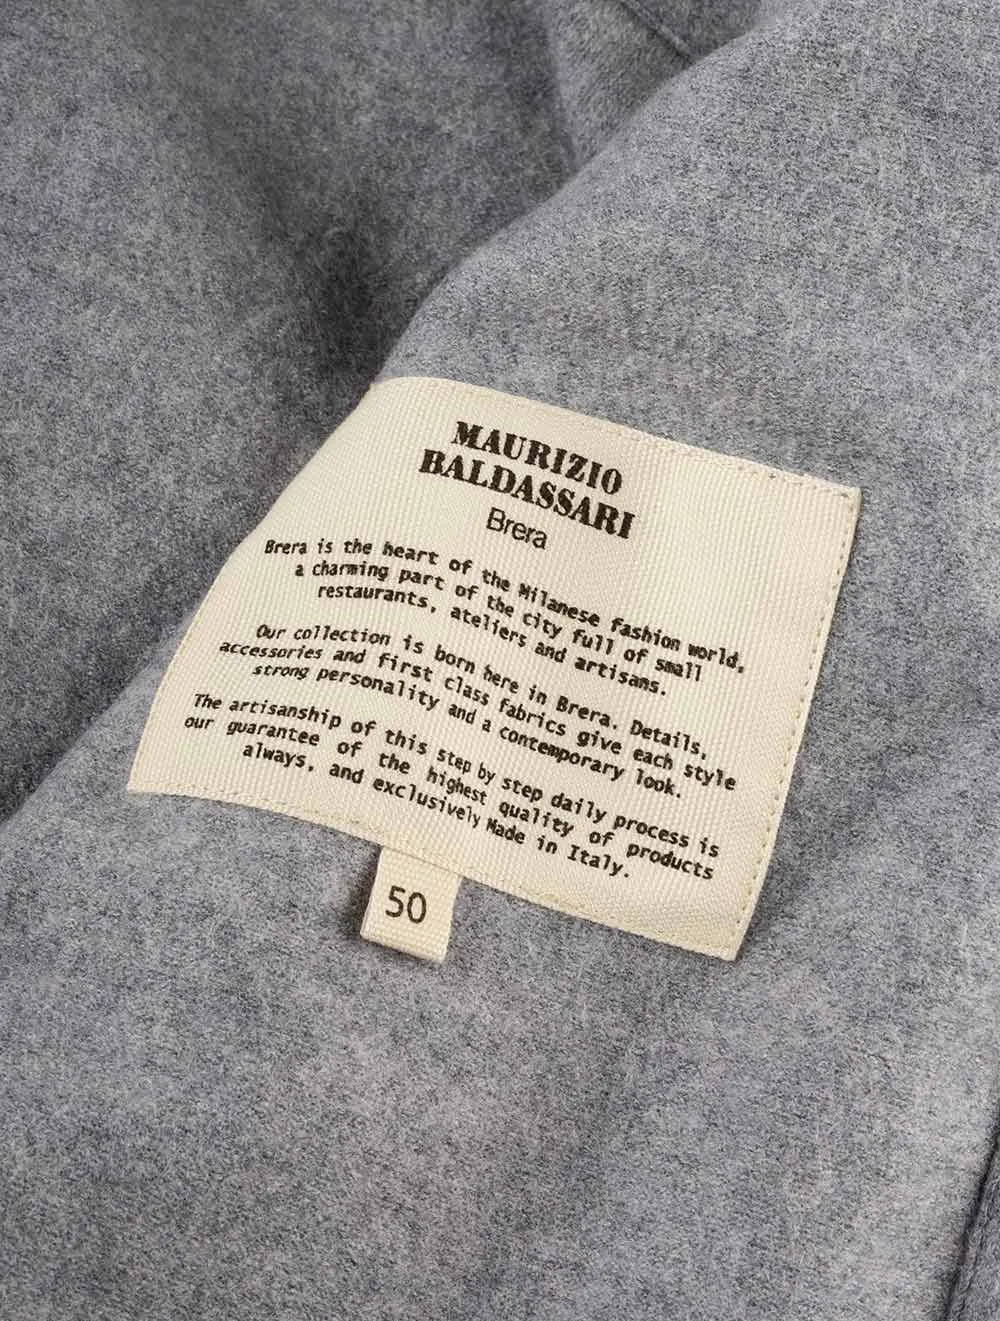 MAURIZIO
BALDASSARI
Brera
Brera is the heart of the Milanese fashion world,
a charming part of the city full of small
restaurants, ateliers and artisans.
Our collection is born here in Brera. Details,
accessories and first class fabrics give each style
strong personality and a contemporary look.
The artisanship of this step by step daily process is
our guarantee of the highest quality of products
always, and exclusively Made in Italy.
50